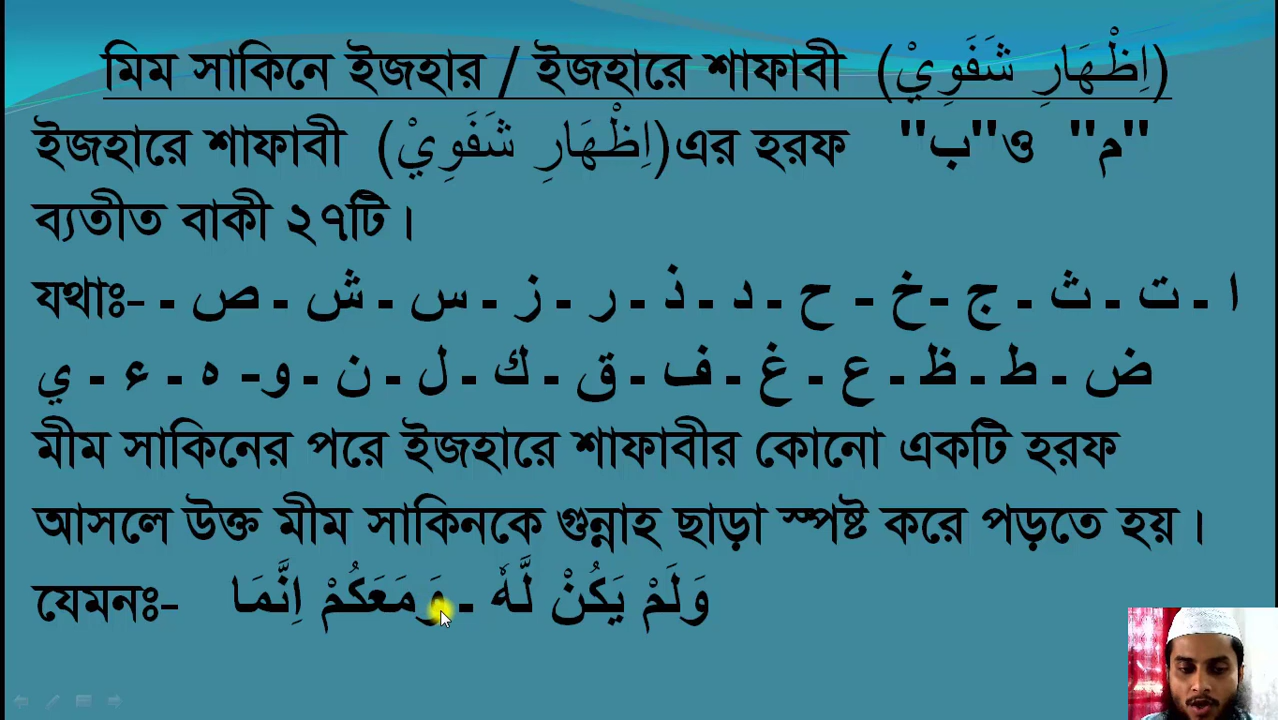 মিম সাকিনে ইজহার / ইজহারে শাফাবী (اِظْهَارِ شَفَوِيْ)
ইজহারে শাফাবী (اِظْهَارِ شَفَوِيْ)এর হরফ "ب"ও "م"
ব্যতীত বাকী ২৭টি।
যথাঃ- ا - ت - ث - ج -خ - ح - د - ذ - ر - ز - س - ش - ص -
ض - ط - ظ - ع - غ - ف - ق - ك - ل - ن - و- ه - ء - ي
মীম সাকিনের পরে ইজহারে শাফাবীর কোনো একটি হরফ
আসলে উক্ত মীম সাকিনকে গুন্নাহ ছাড়া স্পষ্ট করে পড়তে হয়।
যেমনঃ- وَلَمْ يَكُنْ لَّهٗ - وَمَعَكُمْ اِنَّمَا